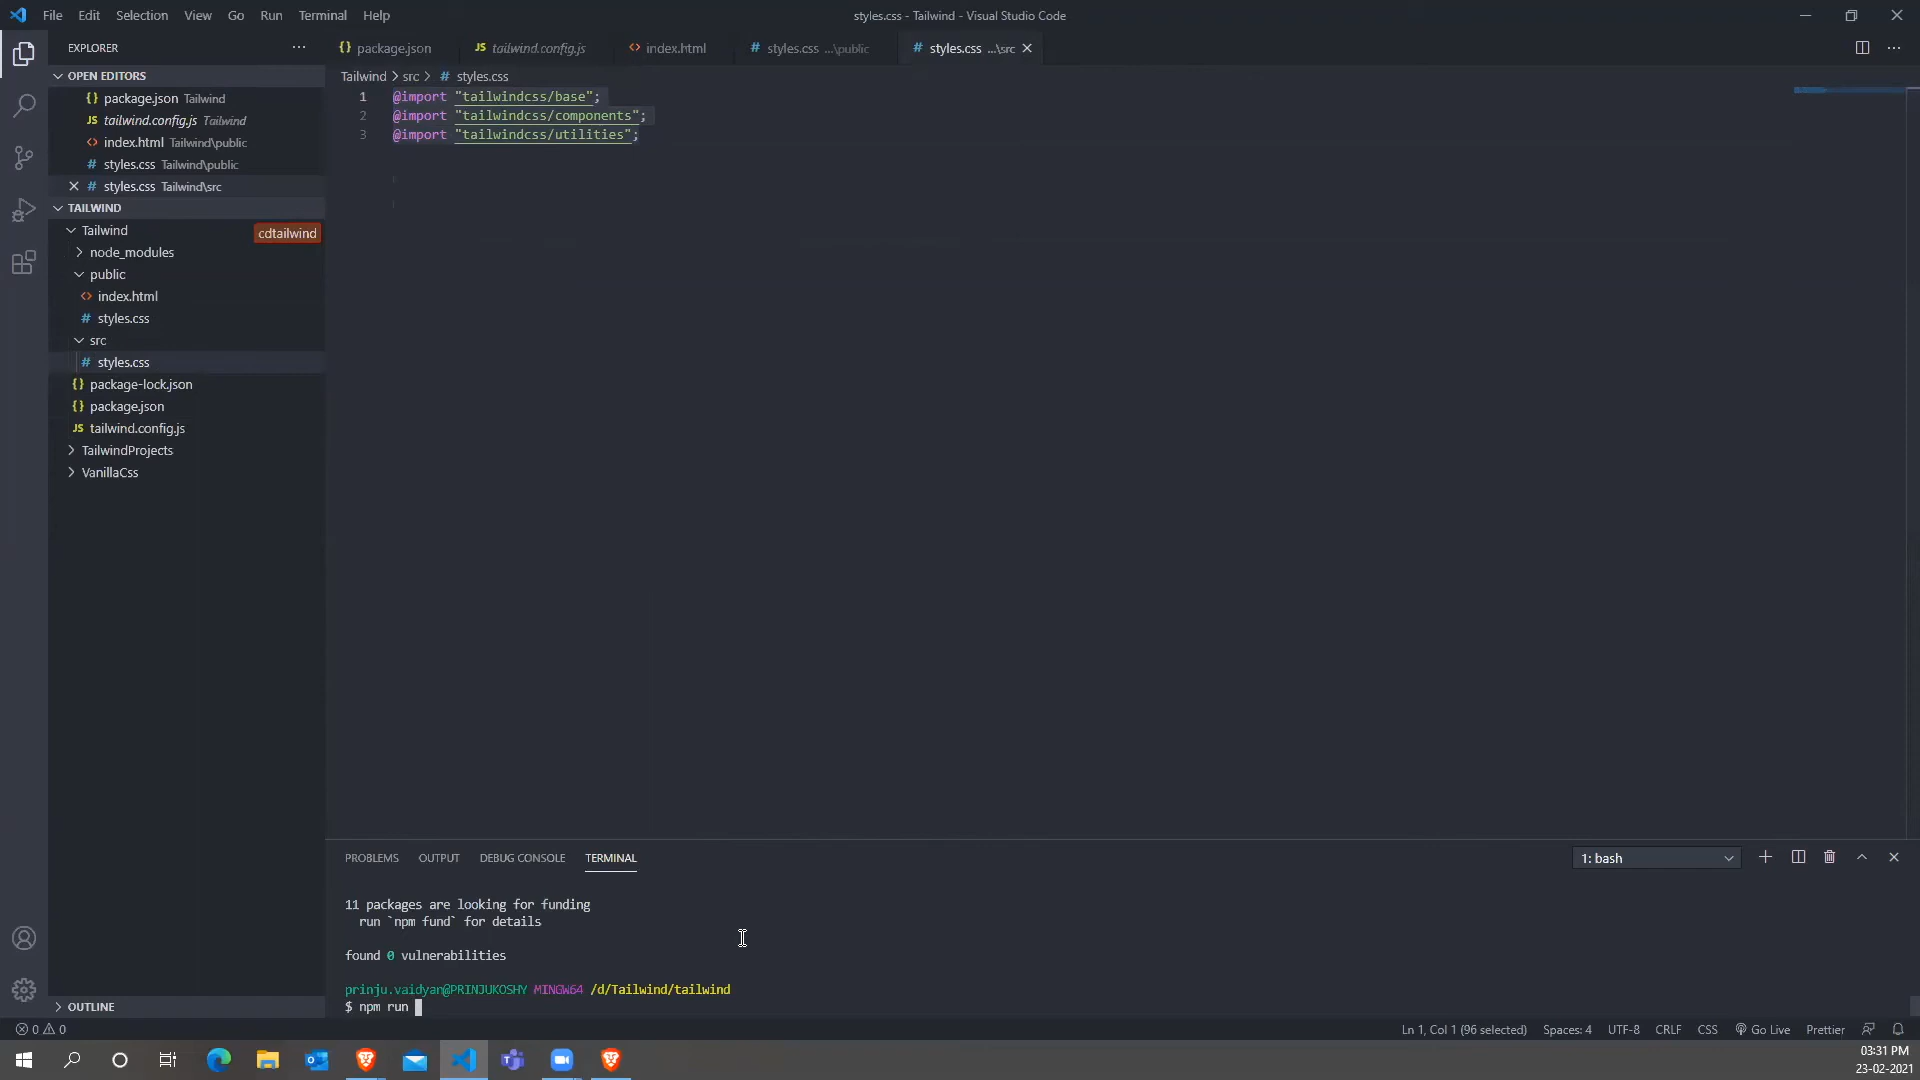 File Edit Selection View Go Run Terminal Help
styles.css - Tailwind - Visual Studio Code
EXPLORER
package.json
tailwind.config.js
index.html
styles.css ...\public
styles.css ...\src
OPEN EDITORS
package.json Tailwind
tailwind.config.js Tailwind
index.html Tailwind\public
styles.css Tailwind\public
styles.css Tailwind\src
TAILWIND
Tailwind
cdtailwind
node_modules
public
index.html
styles.css
src
styles.css
package-lock.json
package.json
tailwind.config.js
TailwindProjects
VanillaCss
OUTLINE
Tailwind > src > # styles.css
1 @import "tailwindcss/base";
2 @import "tailwindcss/components";
3 @import "tailwindcss/utilities";
PROBLEMS OUTPUT DEBUG CONSOLE TERMINAL
1: bash
11 packages are looking for funding
run `npm fund` for details
found 0 vulnerabilities
prinju.vaidyan@PRINJUKOSHY MINGW64 /d/Tailwind/tailwind
$ npm run
0 0
Ln 1, Col 1 (96 selected) Spaces: 4 UTF-8 CRLF CSS Go Live Prettier
03:31 PM
23-02-2021